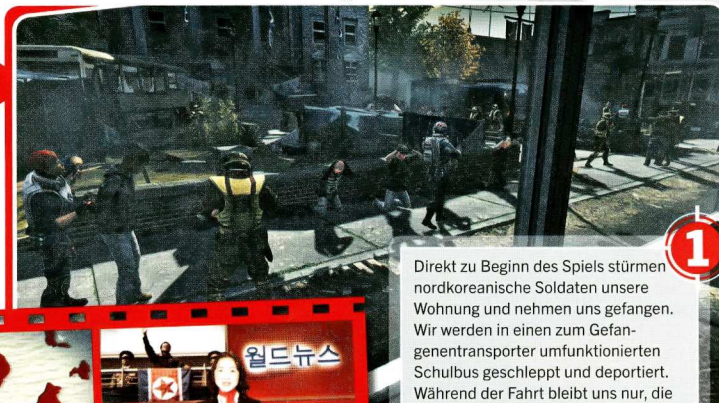 1
Direkt zu Beginn des Spiels stürmen
nordkoreanische Soldaten unsere
Wohnung und nehmen uns gefangen.
Wir werden in einen zum Gefan-
genentransporter umfunktionierten
Schulbus geschleppt und deportiert.
Während der Fahrt bleibt uns nur, die
월드뉴스